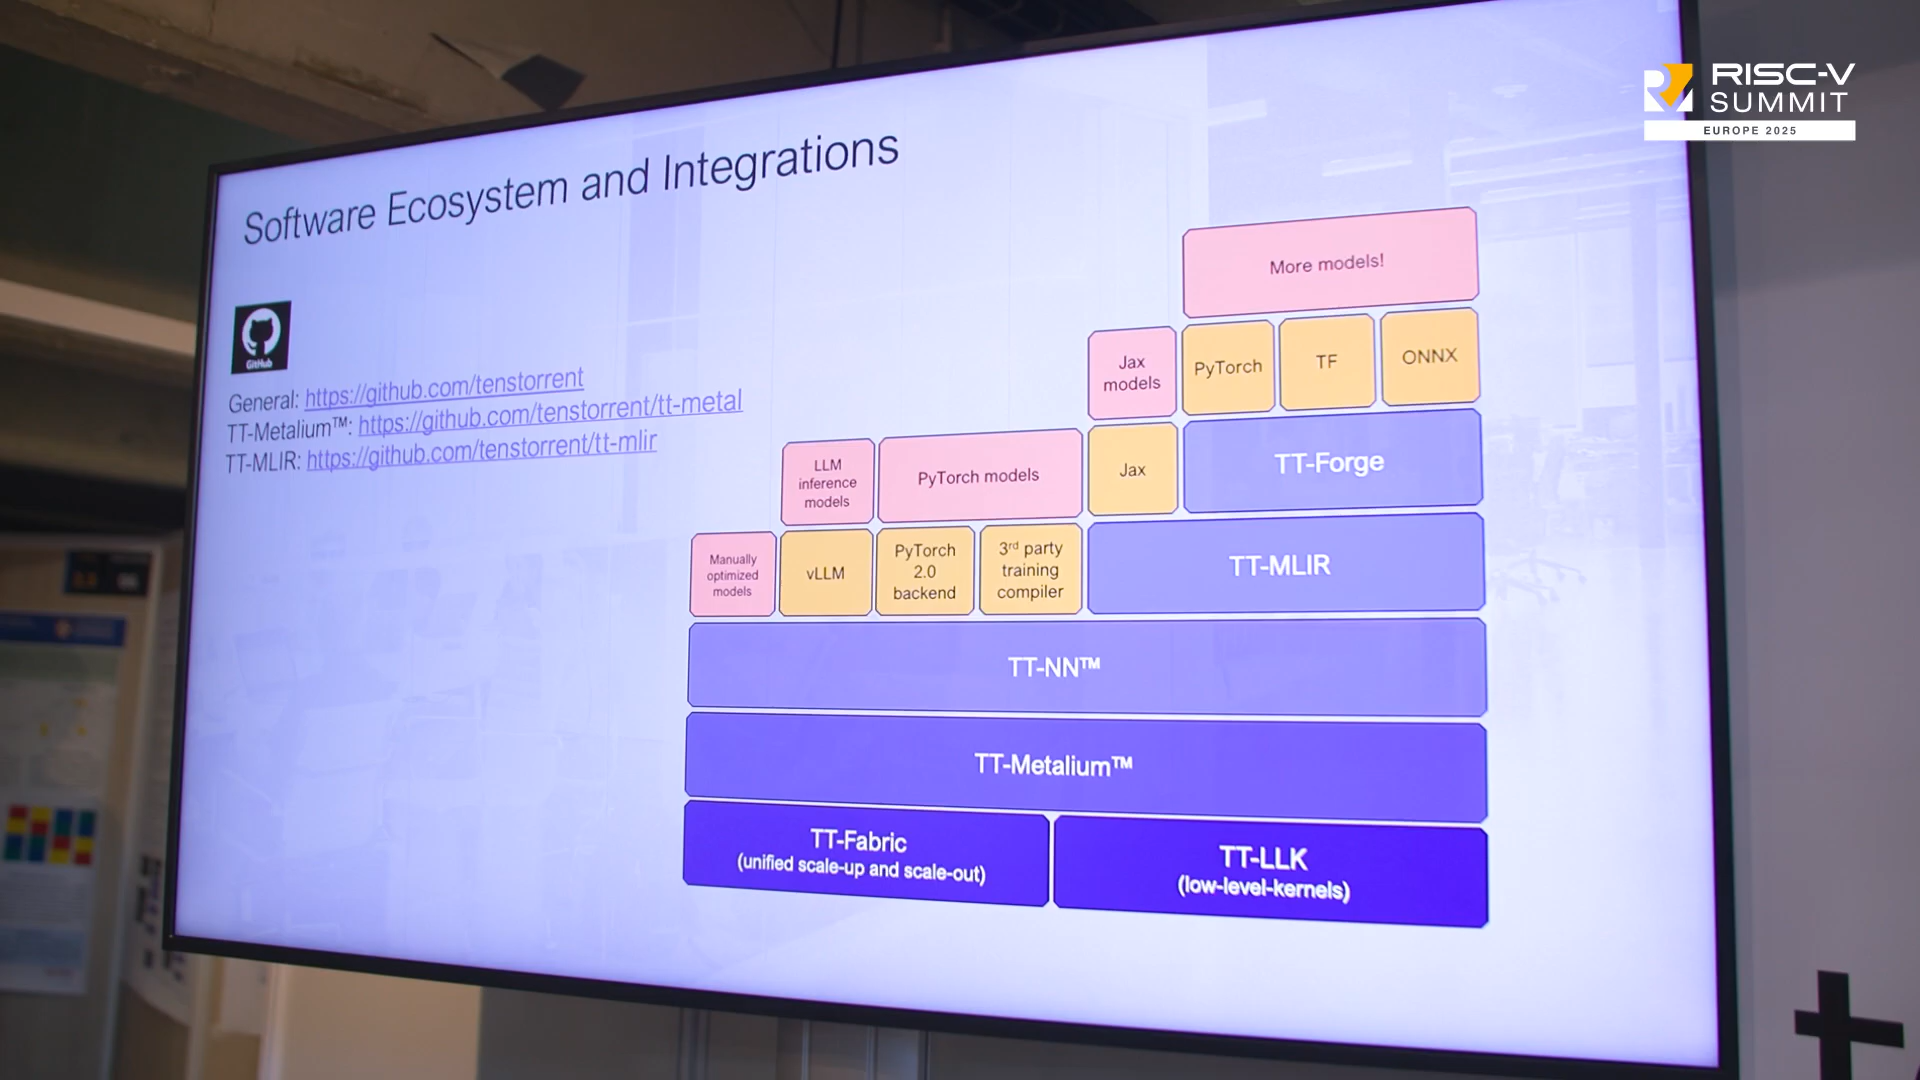 RISC-V
SUMMIT
EUROPE 2025
Software Ecosystem and Integrations
GitHub
General: https://github.com/tenstorrent
TT-Metalium™: https://github.com/tenstorrent/tt-metal
TT-MLIR: https://github.com/tenstorrent/tt-mlir
More models!
Jax
models
PyTorch
TF
ONNX
LLM
inference
models
PyTorch models
Jax
TT-Forge
Manually
optimized
models
vLLM
PyTorch
2.0
backend
3rd party
training
compiler
TT-MLIR
TT-NN™
TT-Metalium™
TT-Fabric
(unified scale-up and scale-out)
TT-LLK
(low-level-kernels)